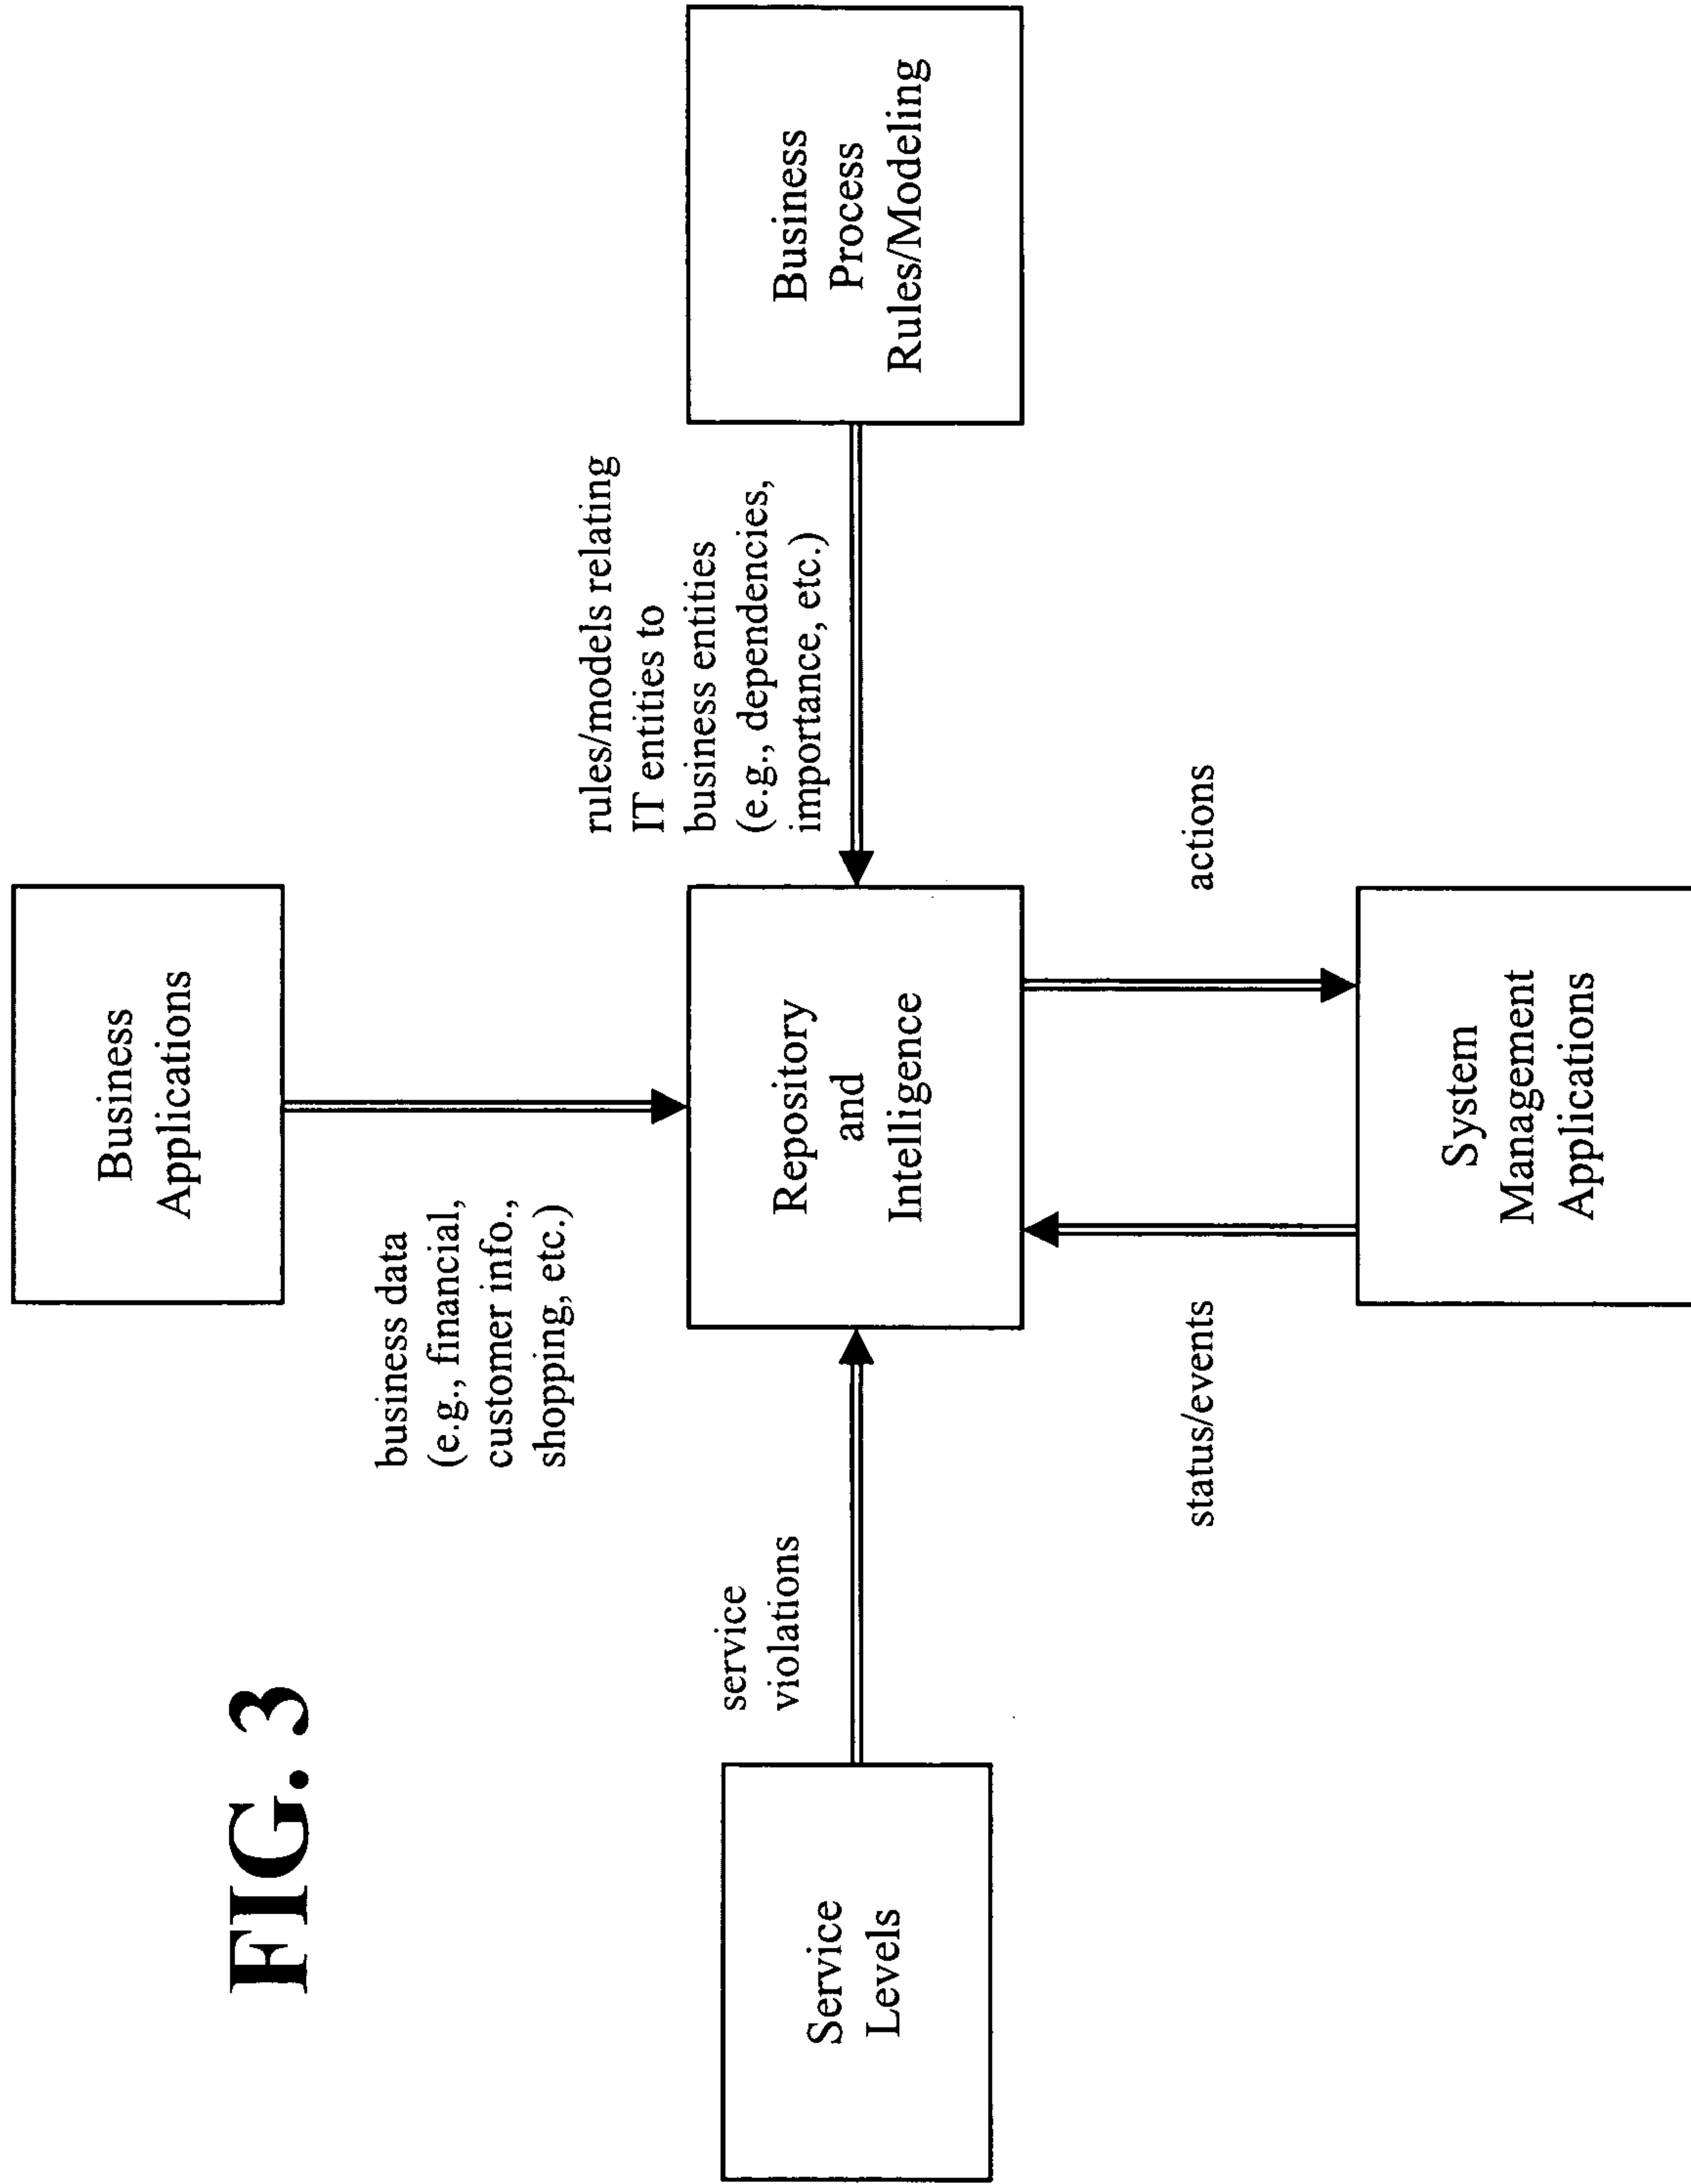 FIG. 3
Business
Applications
business data
(e.g., financial,
customer info.,
shopping, etc.)
rules/models relating
IT entities to
business entities
(e.g., dependencies,
importance, etc.)
service
violations
Service
Levels
Repository
and
Intelligence
Business
Process
Rules/Modeling
status/events
actions
System
Management
Applications